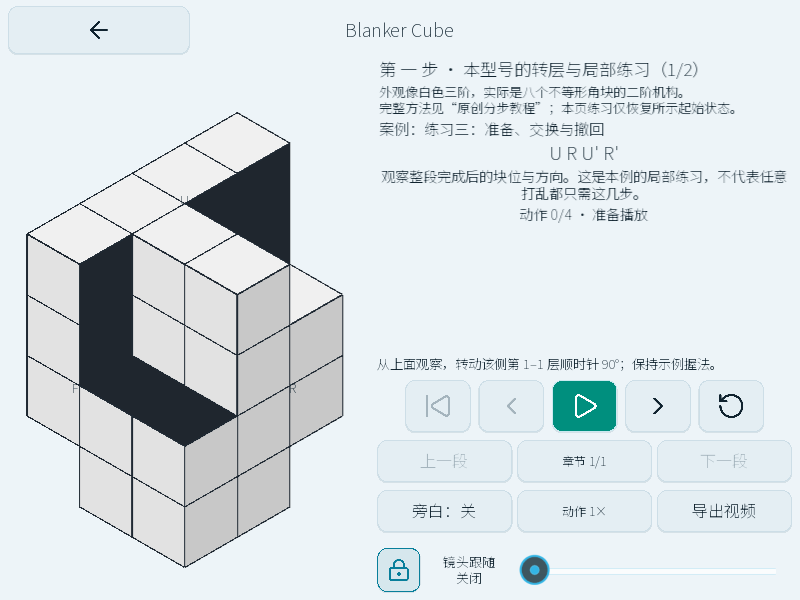 Blanker Cube
第一步 · 本型号的转层与局部练习（1/2）
外观像白色三阶，实际是八个不等形角块的二阶机构。
完整方法见“原创分步教程”；本页练习仅恢复所示起始状态。
案例：练习三：准备、交换与撤回
U R U' R'
观察整段完成后的块位与方向。这是本例的局部练习，不代表任意
打乱都只需这几步。
动作 0/4 · 准备播放
U
F
R
从上面观察，转动该侧第 1–1 层顺时针 90°；保持示例握法。
上一段
章节 1/1
下一段
旁白：关
动作 1×
导出视频
镜头跟随
关闭